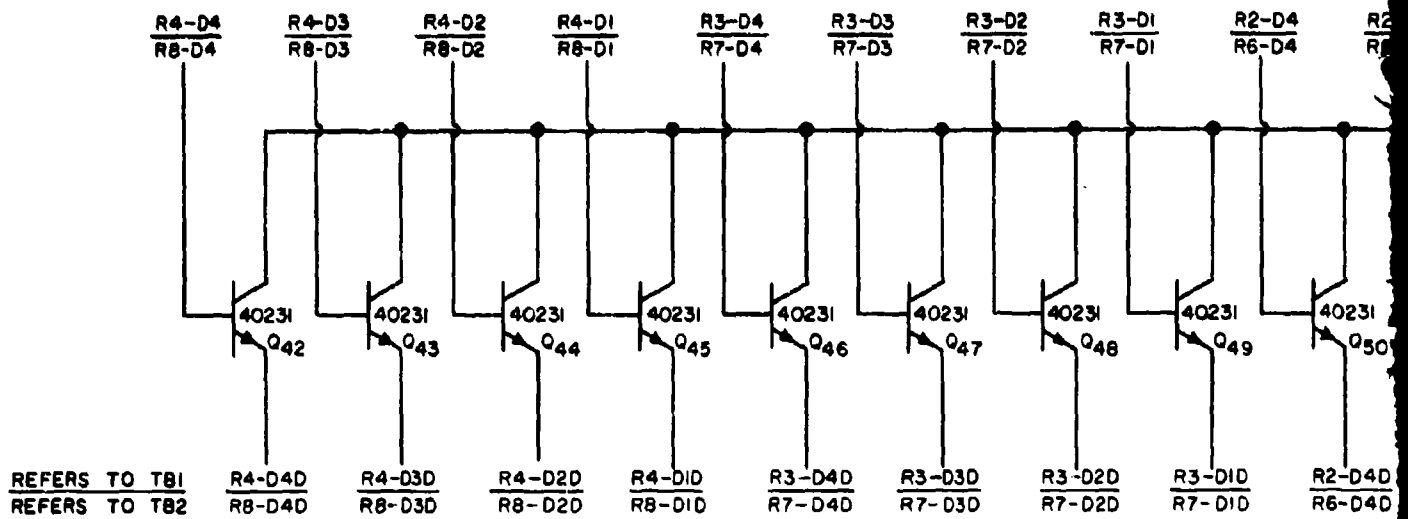 R4-D4 R4-D3 R4-D2 R4-D1 R3-D4 R3-D3 R3-D2 R3-D1 R2-D4
R8-D4 R8-D3 R8-D2 R8-D1 R7-D4 R7-D3 R7-D2 R7-D1 R6-D4
40231 40231 40231 40231 40231 40231 40231 40231 40231
Q42 Q43 Q44 Q45 Q46 Q47 Q48 Q49 Q50
REFERS TO TB1 R4-D4D R4-D3D R4-D2D R4-D1D R3-D4D R3-D3D R3-D2D R3-D1D R2-D4D
REFERS TO TB2 R8-D4D R8-D3D R8-D2D R8-D1D R7-D4D R7-D3D R7-D2D R7-D1D R6-D4D